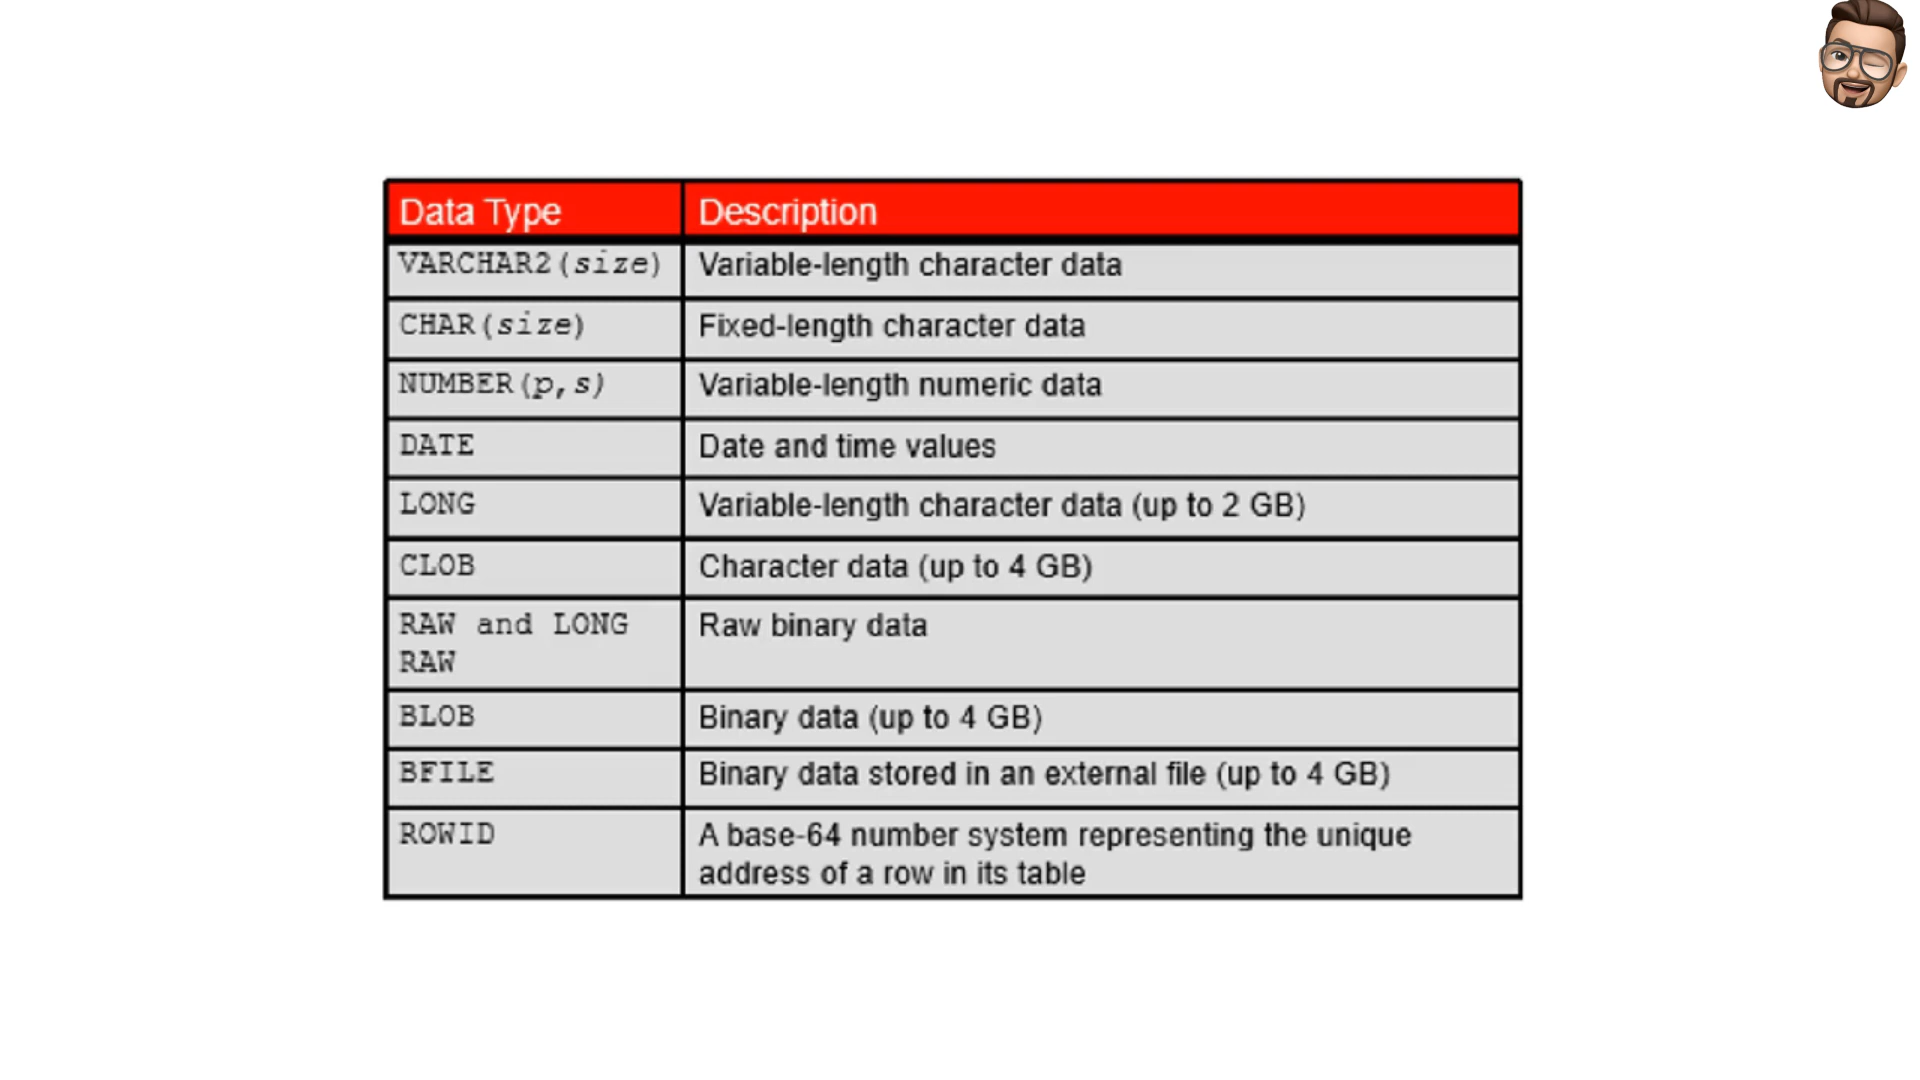 Data Type Description
VARCHAR2(size) Variable-length character data
CHAR(size) Fixed-length character data
NUMBER(p,s) Variable-length numeric data
DATE Date and time values
LONG Variable-length character data (up to 2 GB)
CLOB Character data (up to 4 GB)
RAW and LONG Raw binary data
RAW
BLOB Binary data (up to 4 GB)
BFILE Binary data stored in an external file (up to 4 GB)
ROWID A base-64 number system representing the unique
address of a row in its table